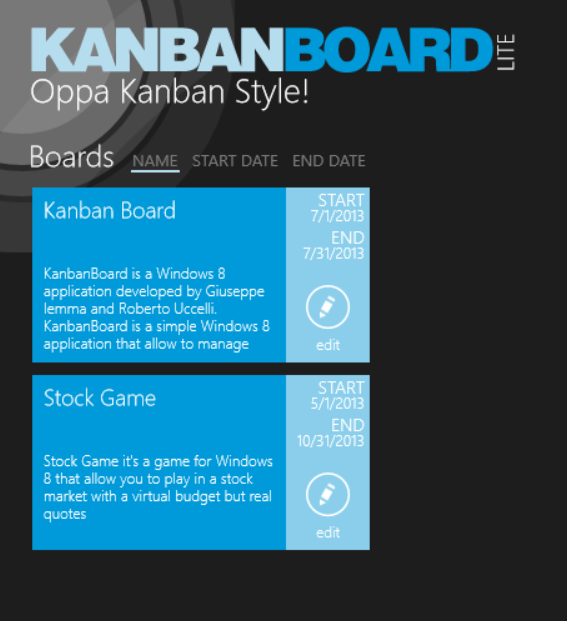 KANBANBOARD LITE
Oppa Kanban Style!
Boards NAME START DATE END DATE
Kanban Board
KanbanBoard is a Windows 8
application developed by Giuseppe
Iemma and Roberto Uccelli.
KanbanBoard is a simple Windows 8
application that allow to manage
START
7/1/2013
END
7/31/2013
edit
Stock Game
Stock Game it's a game for Windows
8 that allow you to play in a stock
market with a virtual budget but real
quotes
START
5/1/2013
END
10/31/2013
edit